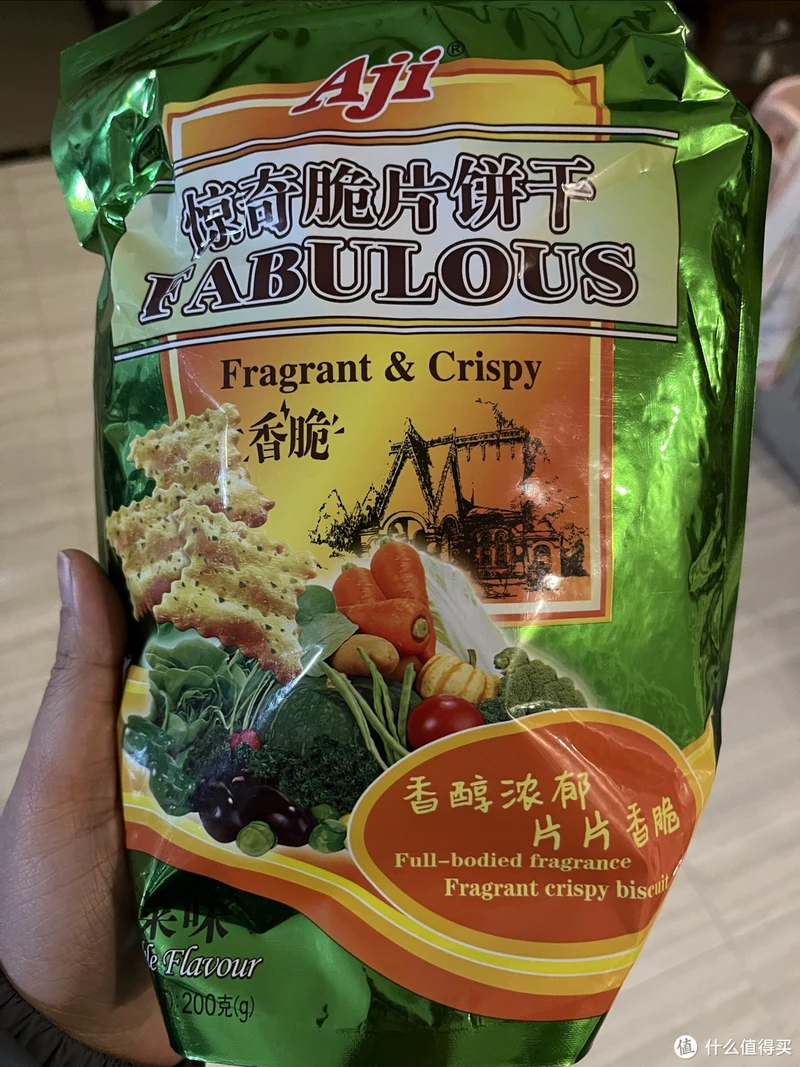 Aji®
惊奇脆片饼干
FABULOUS
Fragrant & Crispy
香脆
香醇浓郁
片片香脆
Full-bodied fragrance
Fragrant crispy biscuit
菜味
le Flavour
200克(g)
值 什么值得买